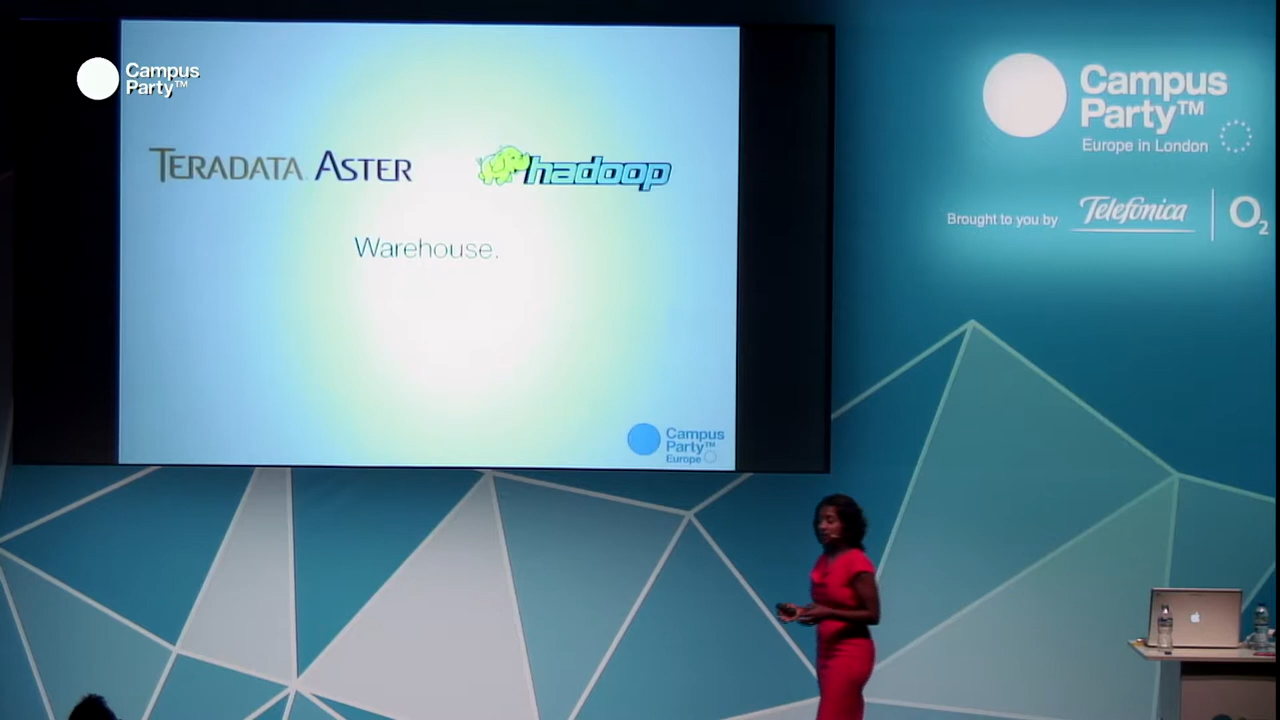 Campus
Party™
TERADATA ASTER
hadoop
Warehouse.
Campus
Party™
Europe
Campus
Party™
Europe in London
Brought to you by
Telefónica
O2